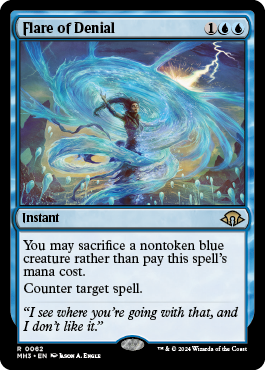 Flare of Denial 1
Instant
You may sacrifice a nontoken blue
creature rather than pay this spell's
mana cost.
Counter target spell.
"I see where you're going with that, and
I don't like it."
R 0062
MH3 • EN Jason A. Engle
™ & © 2024 Wizards of the Coast